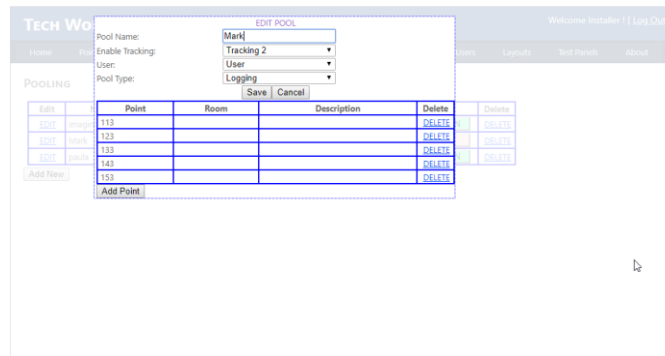 TECH WO
EDIT POOL
Welcome Installer ! | Log Out
Pool Name: Mark
Home
Enable Tracking: Tracking 2
Users Layouts Test Panels About
User: User
Pool Type: Logging
POOLING
Save Cancel
Edit
Point Room Description Delete
Delete
EDIT
113 DELETE
DELETE
EDIT Mark
123 DELETE
DELETE
133 DELETE
EDIT paula
143 DELETE
DELETE
Add New
153 DELETE
Add Point